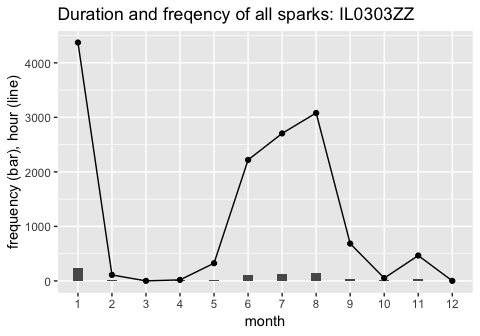 Duration and freqency of all sparks: IL0303ZZ
frequency (bar), hour (line)
4000
3000
2000
1000
0
1 2 3 4 5 6 7 8 9 10 11 12
month